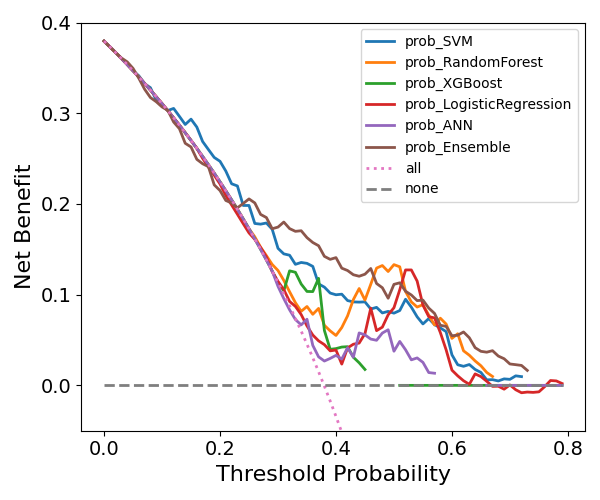 0.4
0.3
0.2
0.1
0.0
Net Benefit
prob_SVM
prob_RandomForest
prob_XGBoost
prob_LogisticRegression
prob_ANN
prob_Ensemble
all
none
0.0 0.2 0.4 0.6 0.8
Threshold Probability